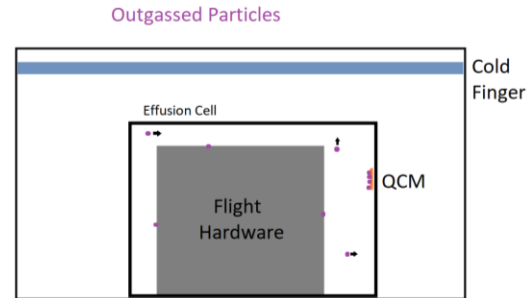 Outgassed Particles
Cold
Finger
Effusion Cell
QCM
Flight
Hardware